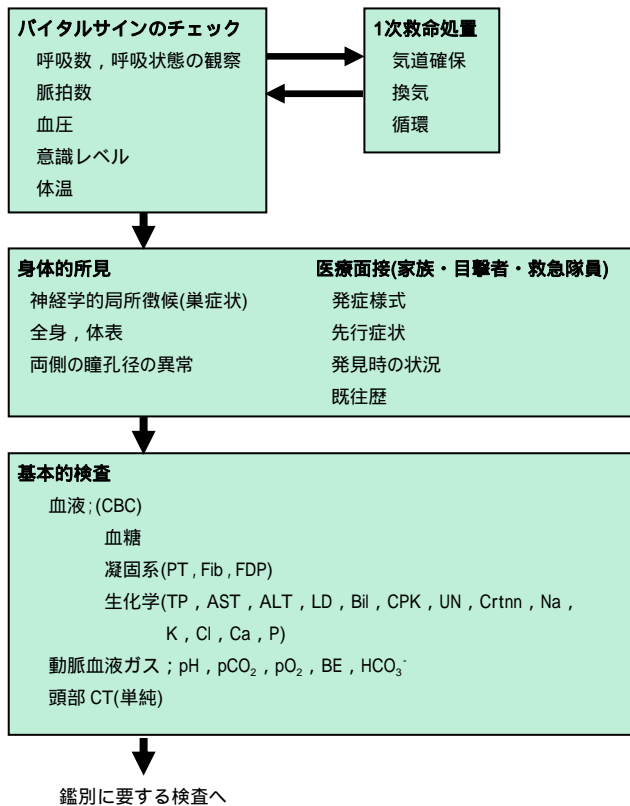 バイタルサインのチェック
呼吸数，呼吸状態の観察
脈拍数
血圧
意識レベル
体温
1次救命処置
気道確保
換気
循環
身体的所見
神経学的局所徴候(巣症状)
全身，体表
両側の瞳孔径の異常
医療面接(家族・目撃者・救急隊員)
発症様式
先行症状
発見時の状況
既往歴
基本的検査
血液；(CBC)
血糖
凝固系(PT，Fib，FDP)
生化学(TP，AST，ALT，LD，Bil，CPK，UN，Crtnn，Na，
K，Cl，Ca，P)
動脈血液ガス；pH，pCO₂，pO₂，BE，HCO₃⁻
頭部 CT(単純)
鑑別に要する検査へ